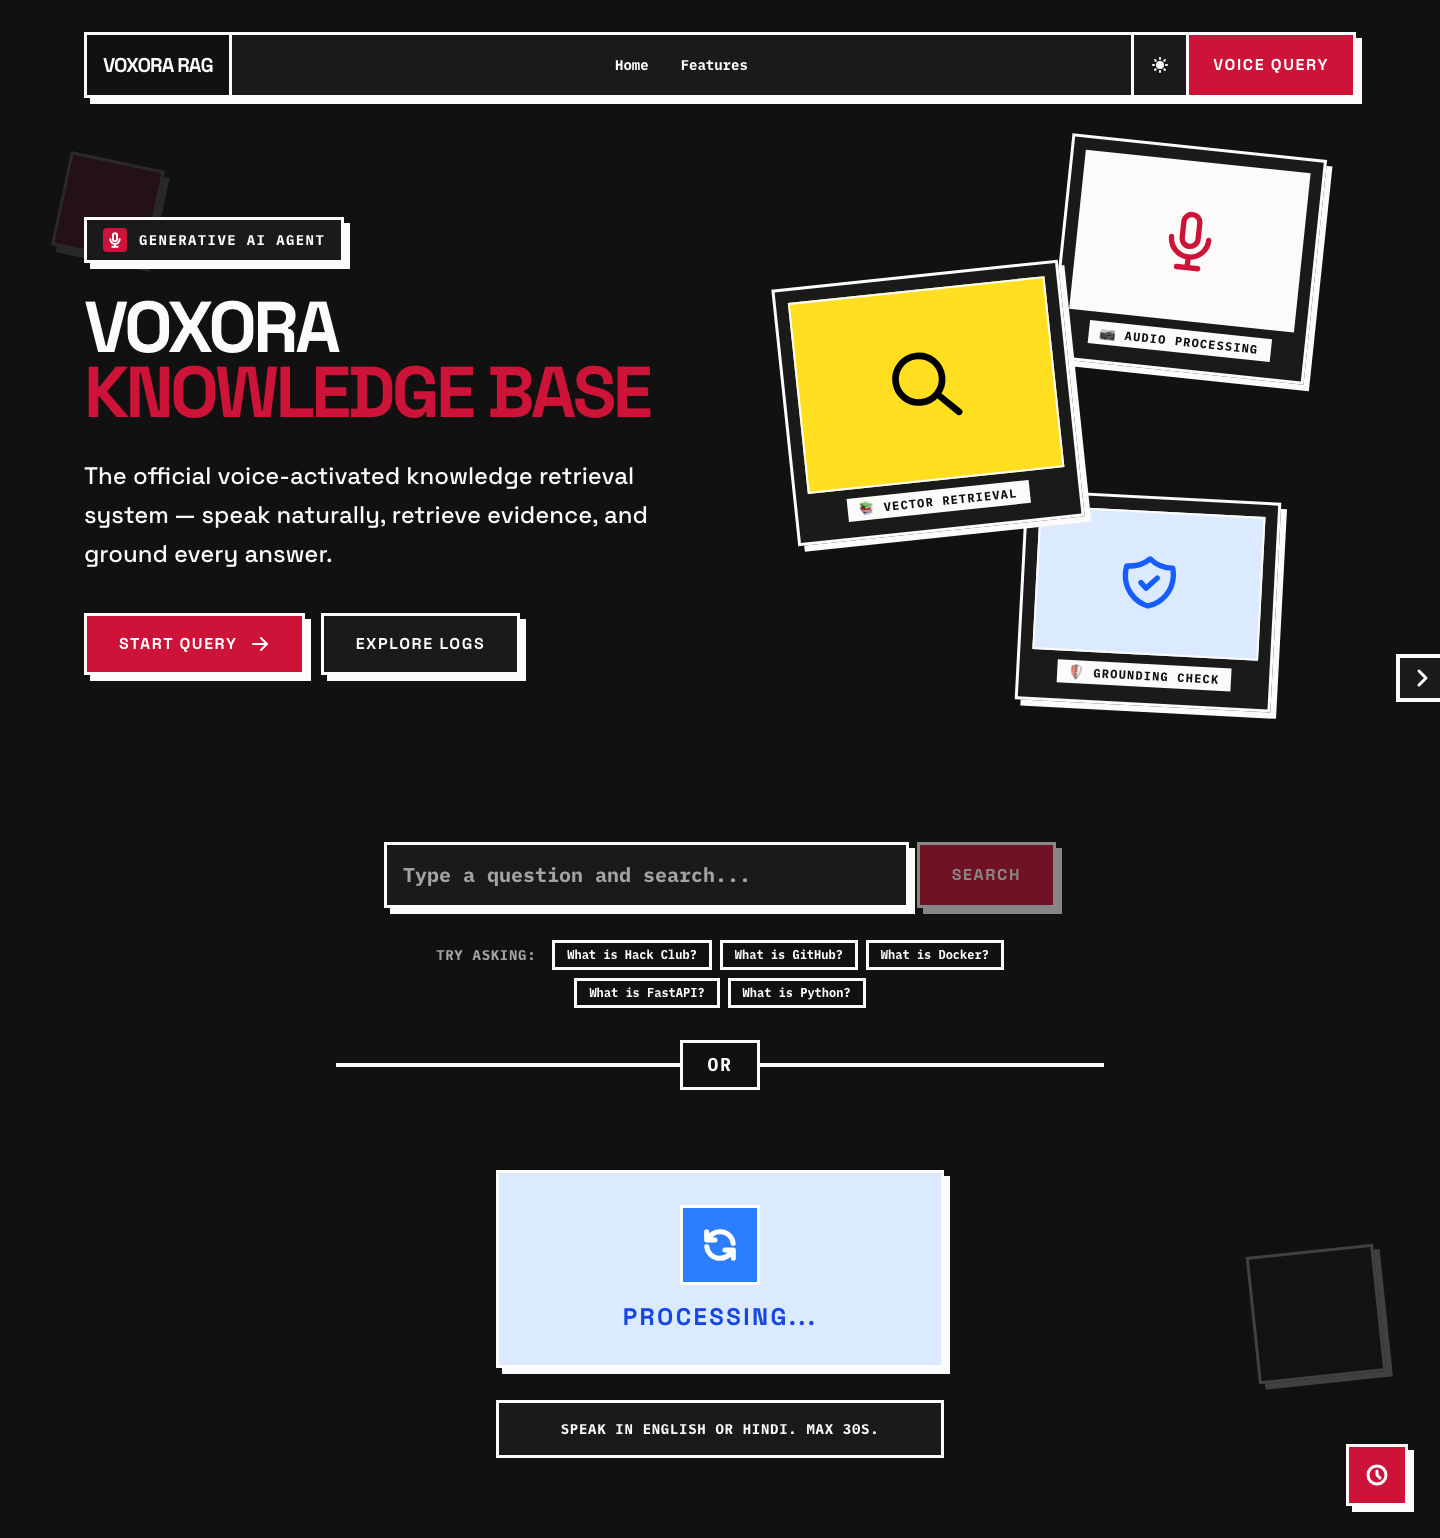 VOXORA RAG
Home
Features
VOICE QUERY
GENERATIVE AI AGENT
VOXORA
KNOWLEDGE BASE
The official voice-activated knowledge retrieval
system — speak naturally, retrieve evidence, and
ground every answer.
START QUERY
EXPLORE LOGS
AUDIO PROCESSING
VECTOR RETRIEVAL
GROUNDING CHECK
Type a question and search...
SEARCH
TRY ASKING:
What is Hack Club?
What is GitHub?
What is Docker?
What is FastAPI?
What is Python?
OR
PROCESSING...
SPEAK IN ENGLISH OR HINDI. MAX 30S.